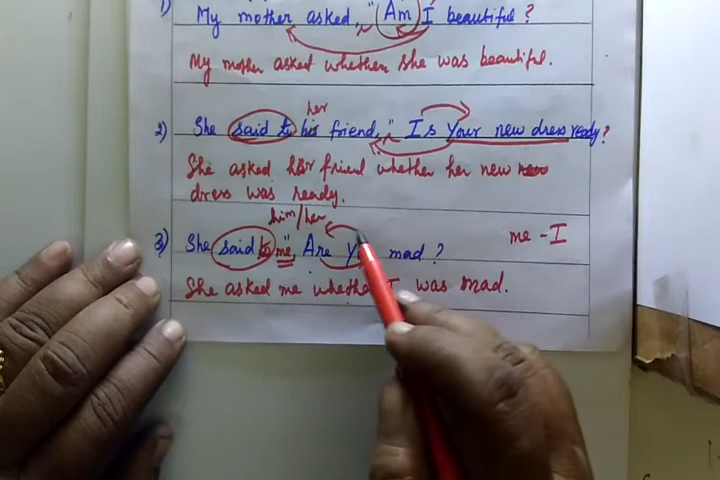 1) My mother asked, "Am I beautiful?
My mother asked whether she was beautiful.
her
2) She said to his friend, "Is your new dress ready?
She asked her friend whether her new new
dress was ready.
him/her
3) She said to me, "Are you mad?
me - I
She asked me whether I was mad.